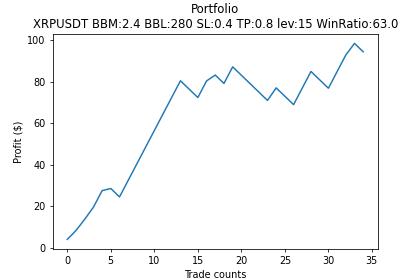 Portfolio
XRPUSDT BBM:2.4 BBL:280 SL:0.4 TP:0.8 lev:15 WinRatio:63.0
100
80
60
40
20
0
Profit ($)
0 5 10 15 20 25 30 35
Trade counts